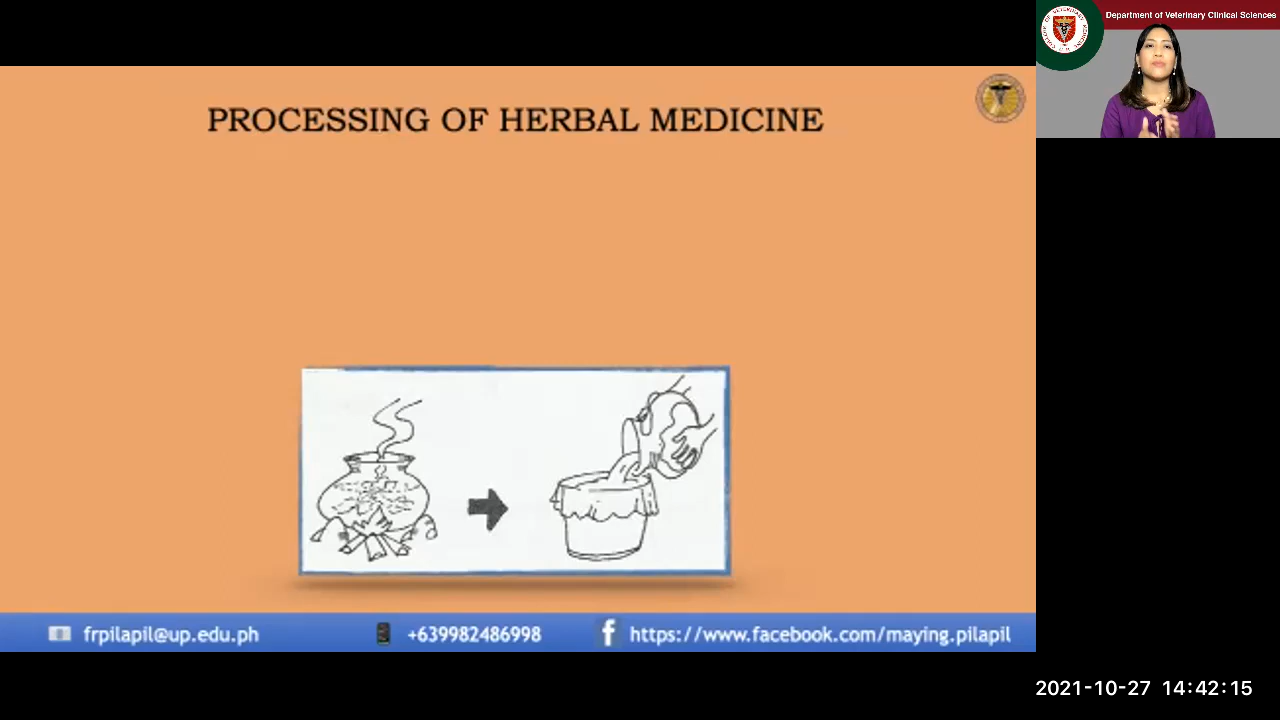 Department of Veterinary Clinical Sciences
PROCESSING OF HERBAL MEDICINE
frpilapil@up.edu.ph
+639982486998
https://www.facebook.com/maying.pilapil
2021-10-27 14:42:15